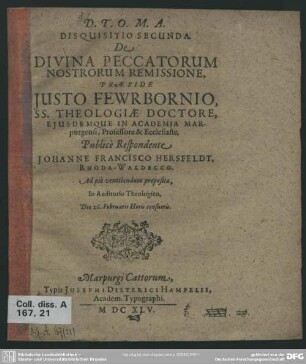 D. T. O. M. A.
DISQUISITIO SECUNDA
De
DIVINA PECCATORUM
NOSTRORUM REMISSIONE,
PRÆSIDE
JUSTO FEWRBORNIO,
SS. THEOLOGIÆ DOCTORE,
EJUSDEMQUE IN ACADEMIA MAR-
purgensi, Professore & Ecclesiaste,
Publicè Respondente
JOHANNE FRANCISCO HERSFELDT,
RHODA-WALDECCO.
Ad piè ventilandum proposita,
In Auditorio Theologico,
Die 26. Februarii Horis consuetis.
Marpurgi Cattorum,
Typis JOSEPHI DIETERICI HAMPELII,
Academ. Typographi.
M DC XLV.
Coll. diss. A
167, 21